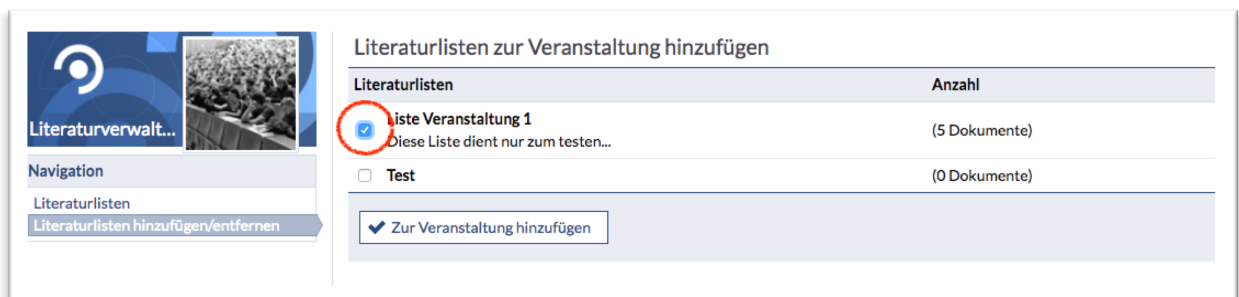 Literaturverwalt...
Navigation
Literaturlisten
Literaturlisten hinzufügen/entfernen
Literaturlisten zur Veranstaltung hinzufügen
Literaturlisten Anzahl
Liste Veranstaltung 1
Diese Liste dient nur zum testen...
(5 Dokumente)
Test (0 Dokumente)
Zur Veranstaltung hinzufügen